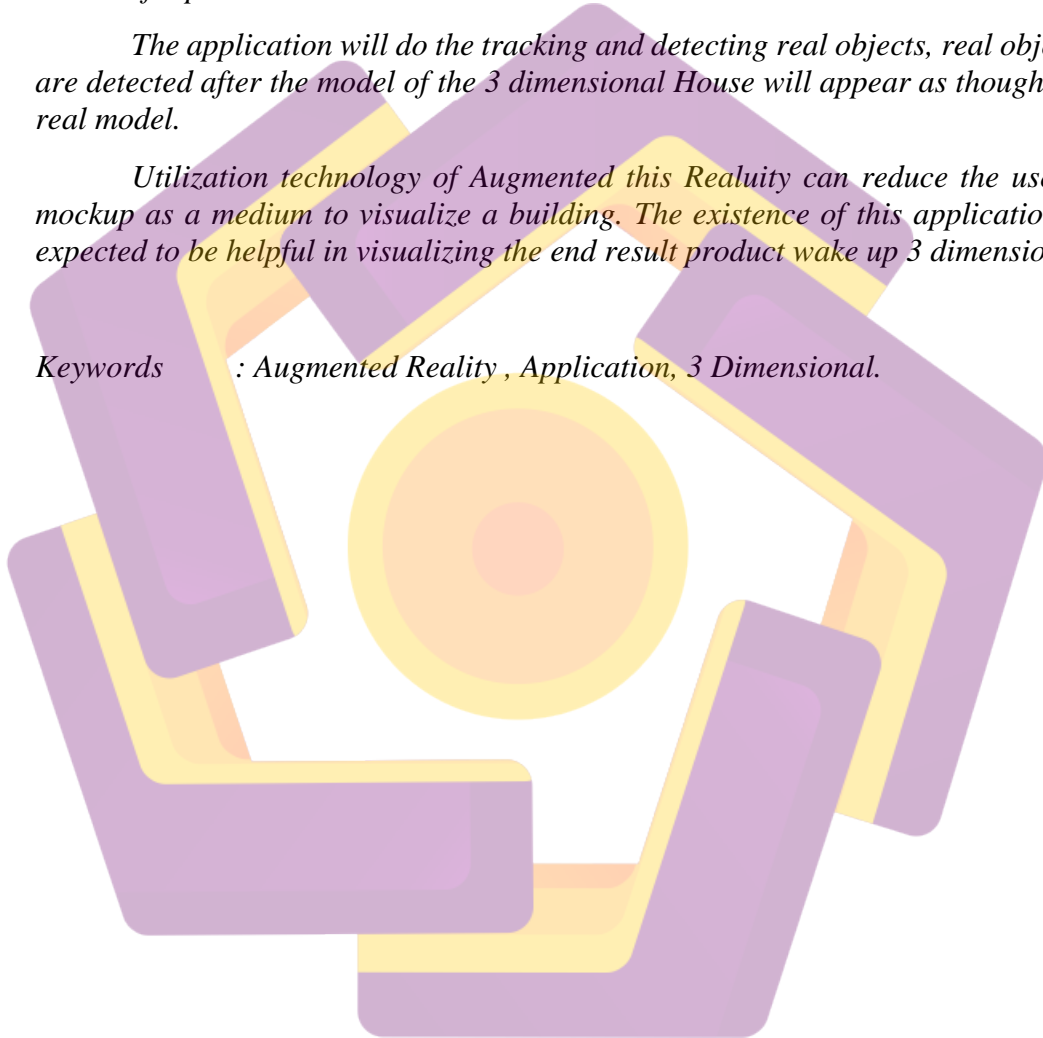 The application will do the tracking and detecting real objects, real obj
are detected after the model of the 3 dimensional House will appear as though
real model.
Utilization technology of Augmented this Realuity can reduce the us
mockup as a medium to visualize a building. The existence of this applicatio
expected to be helpful in visualizing the end result product wake up 3 dimensio
Keywords : Augmented Reality , Application, 3 Dimensional.